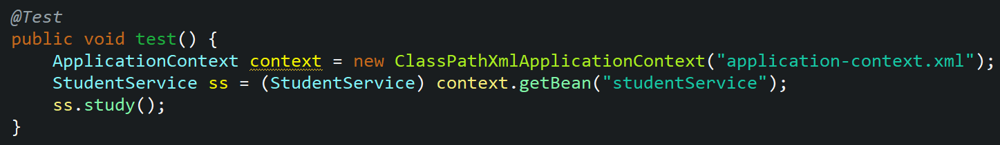 @Test
public void test() {
    ApplicationContext context = new ClassPathXmlApplicationContext("application-context.xml");
    StudentService ss = (StudentService) context.getBean("studentService");
    ss.study();
}